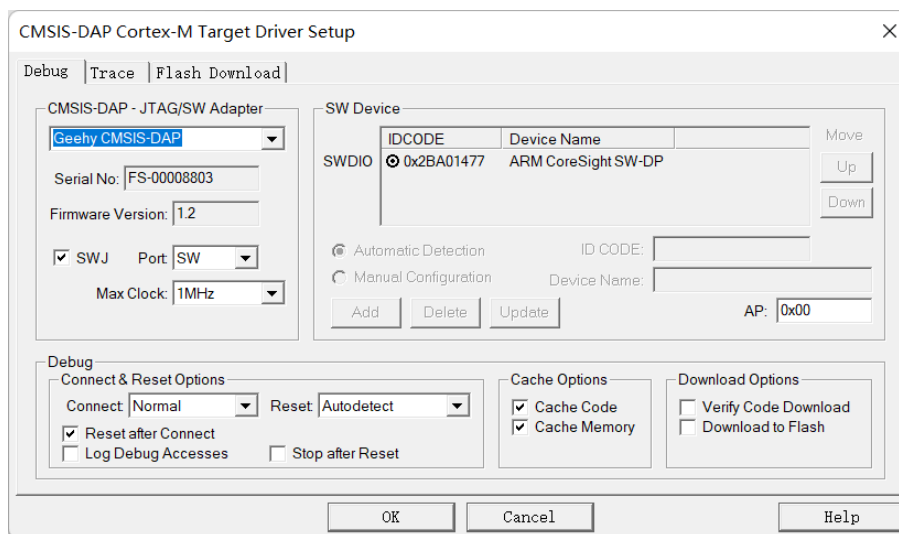 CMSIS-DAP Cortex-M Target Driver Setup
Debug Trace Flash Download
CMSIS-DAP - JTAG/SW Adapter
Geehy CMSIS-DAP
Serial No: FS-00008803
Firmware Version: 1.2
SWJ Port: SW
Max Clock: 1MHz
SW Device
IDCODE Device Name
SWDIO 0x2BA01477 ARM CoreSight SW-DP
Move
Up
Down
Automatic Detection ID CODE:
Manual Configuration Device Name:
Add Delete Update AP: 0x00
Debug
Connect & Reset Options
Connect: Normal Reset: Autodetect
Reset after Connect
Log Debug Accesses Stop after Reset
Cache Options
Cache Code
Cache Memory
Download Options
Verify Code Download
Download to Flash
OK Cancel Help